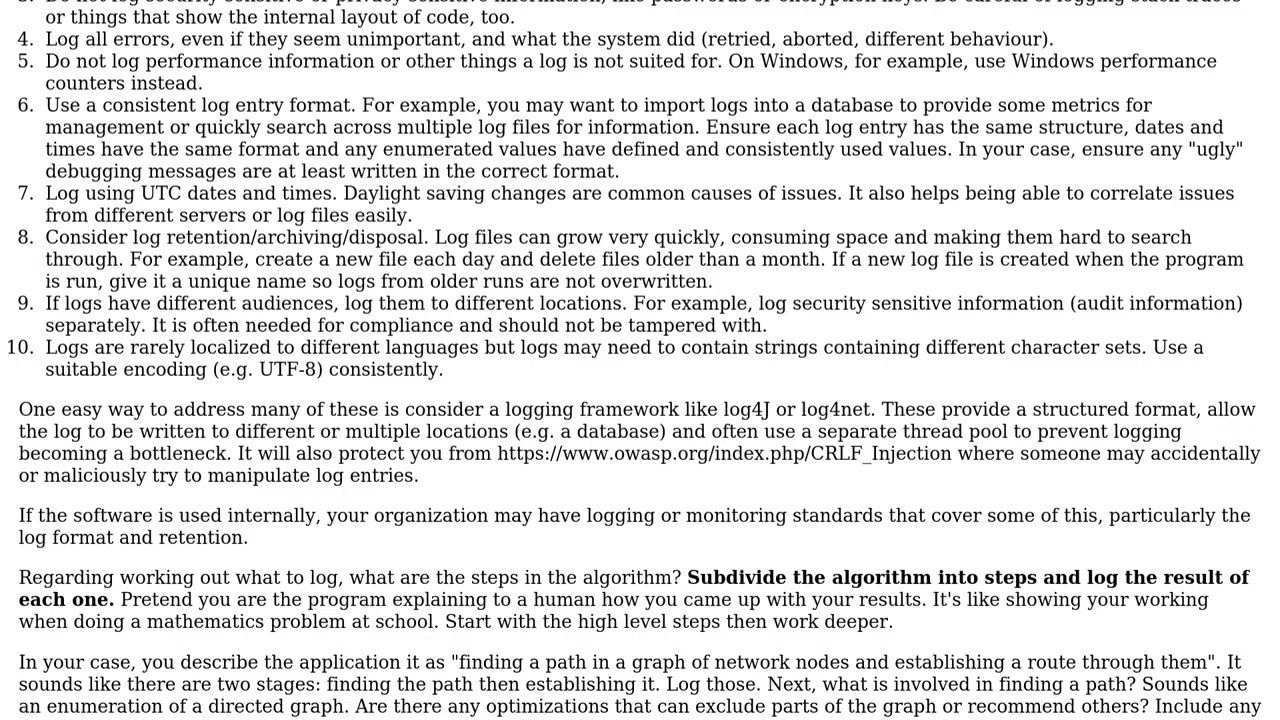 or things that show the internal layout of code, too.
4. Log all errors, even if they seem unimportant, and what the system did (retried, aborted, different behaviour).
5. Do not log performance information or other things a log is not suited for. On Windows, for example, use Windows performance
counters instead.
6. Use a consistent log entry format. For example, you may want to import logs into a database to provide some metrics for
management or quickly search across multiple log files for information. Ensure each log entry has the same structure, dates and
times have the same format and any enumerated values have defined and consistently used values. In your case, ensure any "ugly"
debugging messages are at least written in the correct format.
7. Log using UTC dates and times. Daylight saving changes are common causes of issues. It also helps being able to correlate issues
from different servers or log files easily.
8. Consider log retention/archiving/disposal. Log files can grow very quickly, consuming space and making them hard to search
through. For example, create a new file each day and delete files older than a month. If a new log file is created when the program
is run, give it a unique name so logs from older runs are not overwritten.
9. If logs have different audiences, log them to different locations. For example, log security sensitive information (audit information)
separately. It is often needed for compliance and should not be tampered with.
10. Logs are rarely localized to different languages but logs may need to contain strings containing different character sets. Use a
suitable encoding (e.g. UTF-8) consistently.
One easy way to address many of these is consider a logging framework like log4J or log4net. These provide a structured format, allow
the log to be written to different or multiple locations (e.g. a database) and often use a separate thread pool to prevent logging
becoming a bottleneck. It will also protect you from https://www.owasp.org/index.php/CRLF_Injection where someone may accidentally
or maliciously try to manipulate log entries.
If the software is used internally, your organization may have logging or monitoring standards that cover some of this, particularly the
log format and retention.
Regarding working out what to log, what are the steps in the algorithm? Subdivide the algorithm into steps and log the result of
each one. Pretend you are the program explaining to a human how you came up with your results. It's like showing your working
when doing a mathematics problem at school. Start with the high level steps then work deeper.
In your case, you describe the application it as "finding a path in a graph of network nodes and establishing a route through them". It
sounds like there are two stages: finding the path then establishing it. Log those. Next, what is involved in finding a path? Sounds like
an enumeration of a directed graph. Are there any optimizations that can exclude parts of the graph or recommend others? Include any